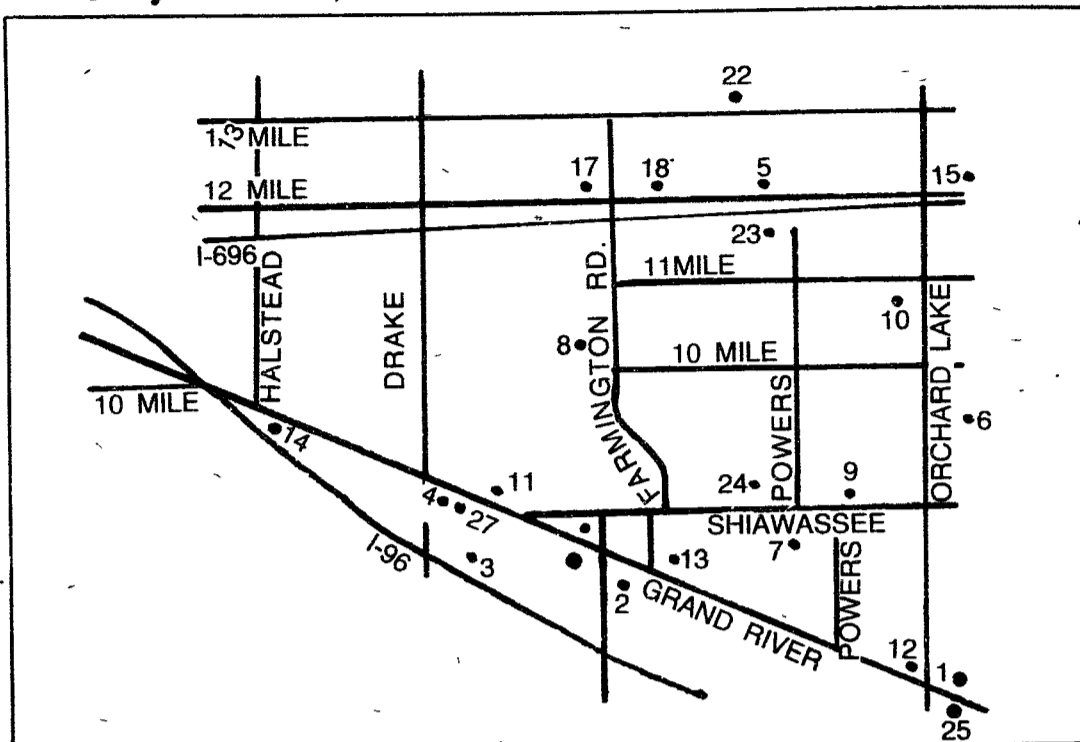 22
13 MILE
17
18
5
15
12 MILE
23
I-696
11 MILE
10
HALSTEAD
DRAKE
FARMINGTON RD.
ORCHARD LAKE
8
10 MILE
10 MILE
POWERS
6
14
24
9
11
4
27
SHIAWASSEE
7
13
3
I-96
2
GRAND RIVER
POWERS
12
1
25